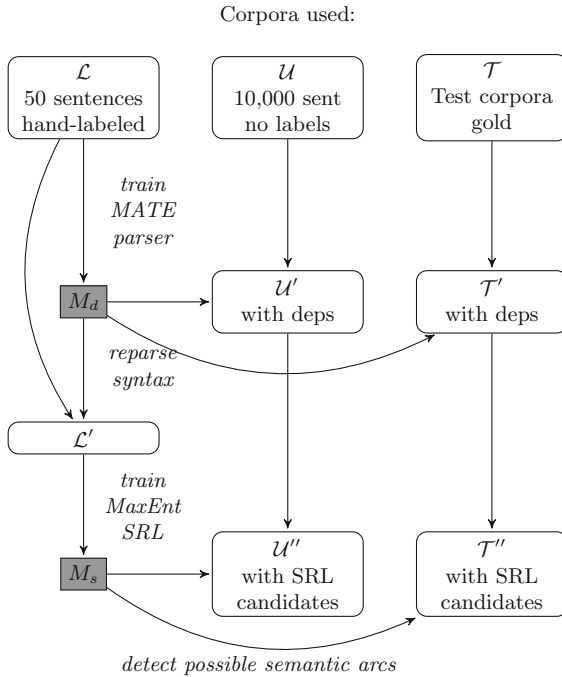 Corpora used:
ℒ
50 sentences
hand-labeled
𝒰
10,000 sent
no labels
𝒯
Test corpora
gold
train
MATE
parser
M_d
𝒰′
with deps
𝒯′
with deps
reparse
syntax
ℒ′
train
MaxEnt
SRL
M_s
𝒰′′
with SRL
candidates
𝒯′′
with SRL
candidates
detect possible semantic arcs